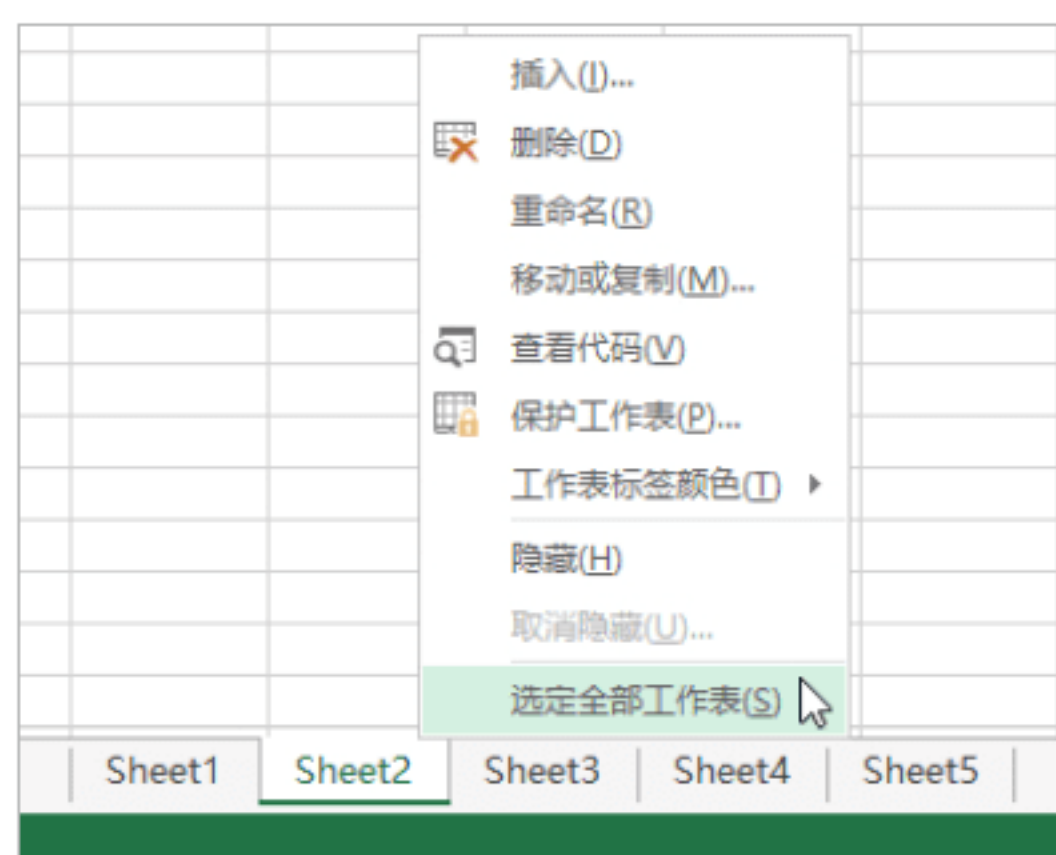 插入(I)...
删除(D)
重命名(R)
移动或复制(M)...
查看代码(V)
保护工作表(P)...
工作表标签颜色(T)
隐藏(H)
取消隐藏(U)...
选定全部工作表(S)
Sheet1 Sheet2 Sheet3 Sheet4 Sheet5